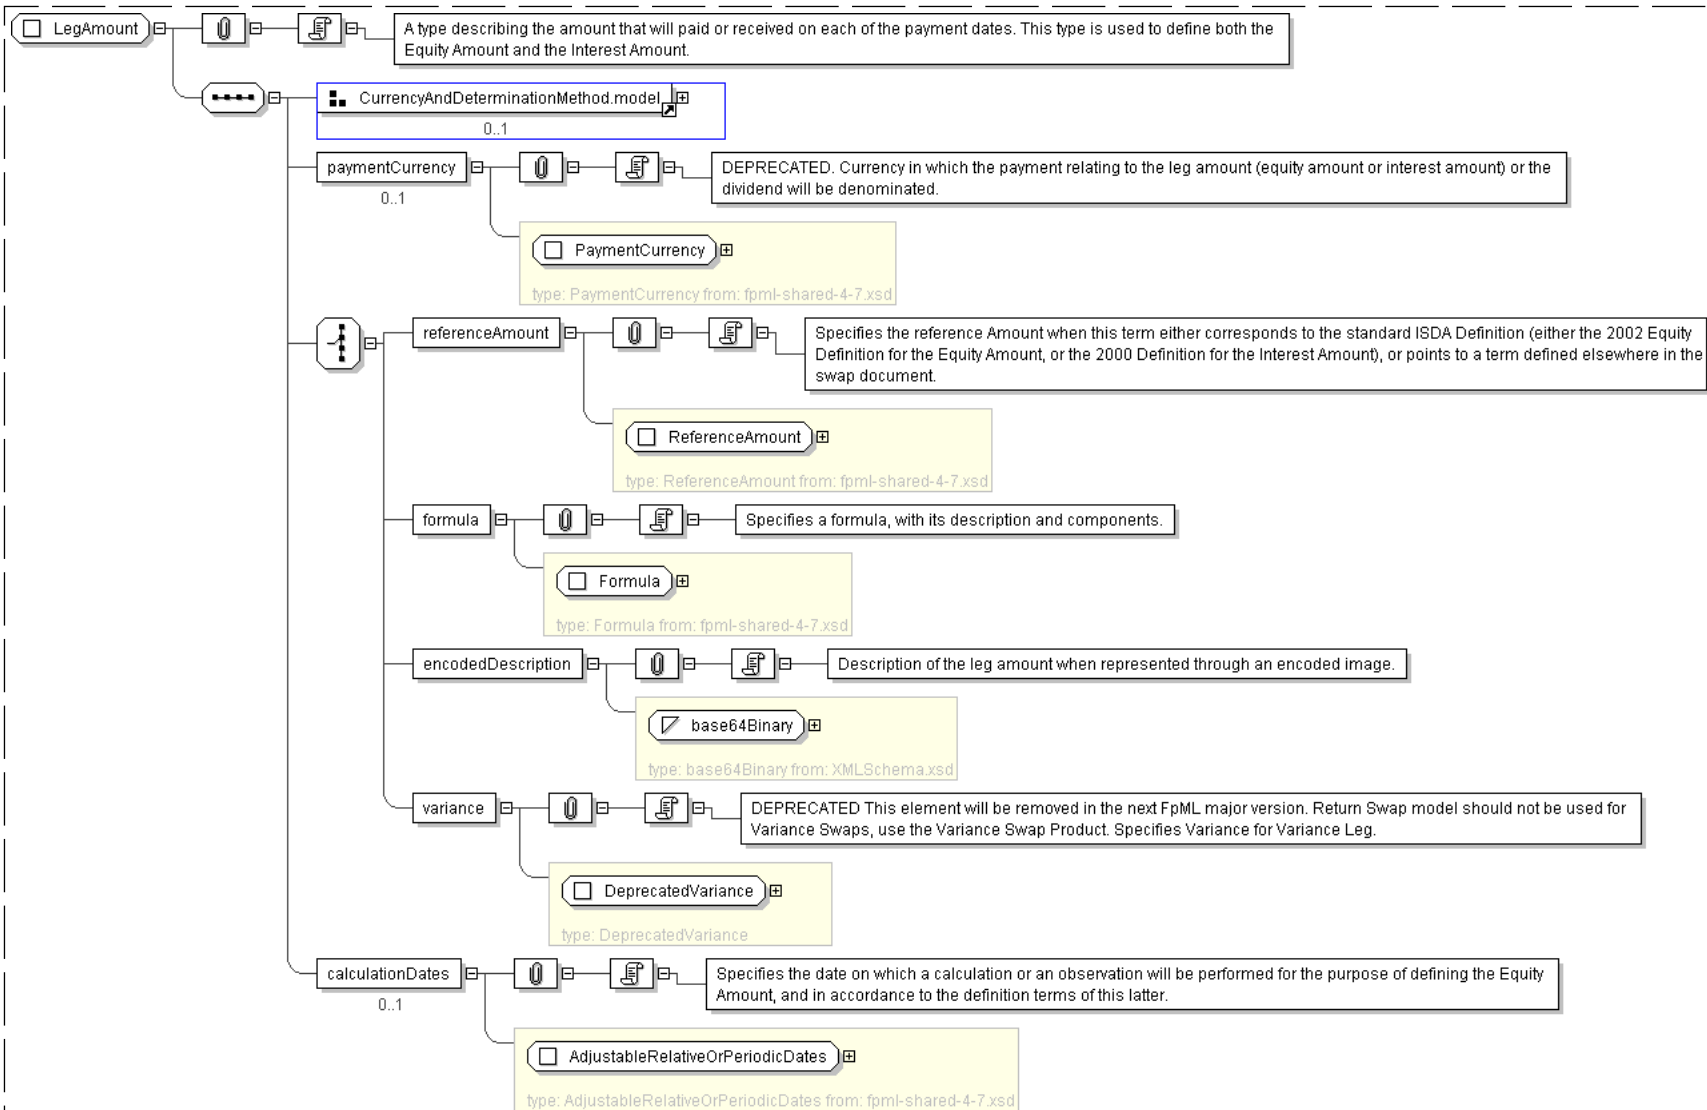 LegAmount
A type describing the amount that will paid or received on each of the payment dates. This type is used to define both the
Equity Amount and the Interest Amount.
CurrencyAndDeterminationMethod.model
0..1
paymentCurrency
0..1
DEPRECATED. Currency in which the payment relating to the leg amount (equity amount or interest amount) or the
dividend will be denominated.
PaymentCurrency
type: PaymentCurrency from: fpml-shared-4-7.xsd
referenceAmount
Specifies the reference Amount when this term either corresponds to the standard ISDA Definition (either the 2002 Equity
Definition for the Equity Amount, or the 2000 Definition for the Interest Amount), or points to a term defined elsewhere in the
swap document.
ReferenceAmount
type: ReferenceAmount from: fpml-shared-4-7.xsd
formula
Specifies a formula, with its description and components.
Formula
type: Formula from: fpml-shared-4-7.xsd
encodedDescription
Description of the leg amount when represented through an encoded image.
base64Binary
type: base64Binary from: XMLSchema.xsd
variance
DEPRECATED This element will be removed in the next FpML major version. Return Swap model should not be used for
Variance Swaps, use the Variance Swap Product. Specifies Variance for Variance Leg.
DeprecatedVariance
type: DeprecatedVariance
calculationDates
0..1
Specifies the date on which a calculation or an observation will be performed for the purpose of defining the Equity
Amount, and in accordance to the definition terms of this latter.
AdjustableRelativeOrPeriodicDates
type: AdjustableRelativeOrPeriodicDates from: fpml-shared-4-7.xsd